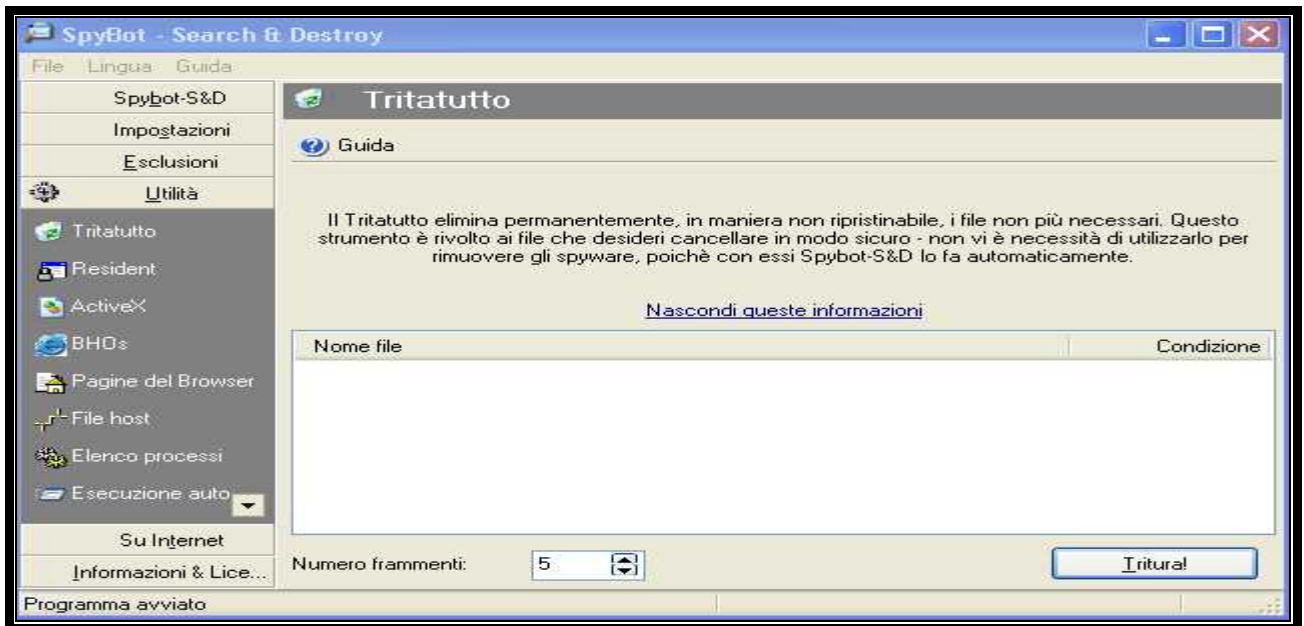 SpyBot - Search & Destroy
File Lingua Guida
Spybot-S&D
Impostazioni
Esclusioni
Utilità
Tritatutto
Resident
ActiveX
BHOs
Pagine del Browser
File host
Elenco processi
Esecuzione auto
Su Internet
Informazioni & Lice...
Tritatutto
Guida
Il Tritatutto elimina permanentemente, in maniera non ripristinabile, i file non più necessari. Questo
strumento è rivolto ai file che desideri cancellare in modo sicuro - non vi è necessità di utilizzarlo per
rimuovere gli spyware, poichè con essi Spybot-S&D lo fa automaticamente.
Nascondi queste informazioni
Nome file Condizione
Numero frammenti: 5 Tritura!
Programma avviato